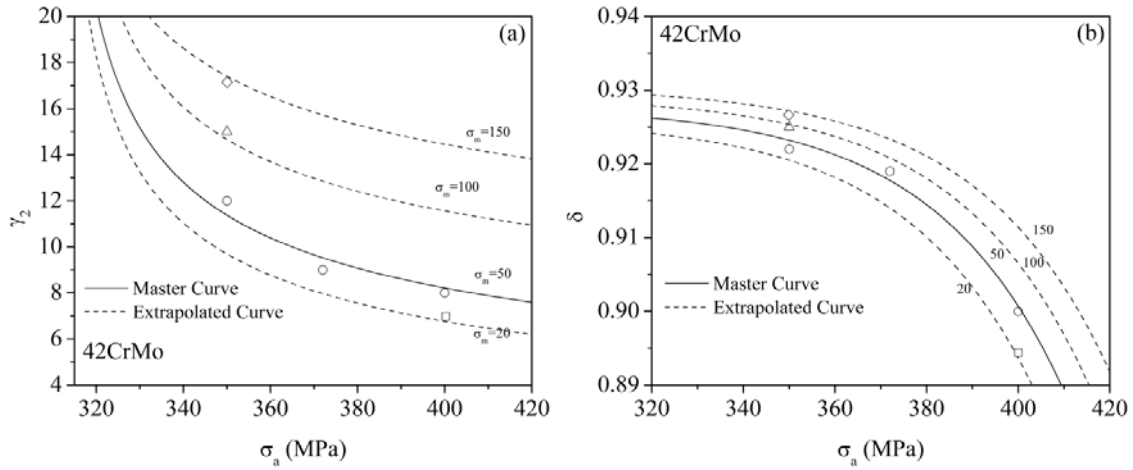 20
18
16
14
12
10
8
6
4
γ₂
(a)
σₘ=150
σₘ=100
σₘ=50
σₘ=20
Master Curve
Extrapolated Curve
42CrMo
320 340 360 380 400 420
σₐ (MPa)
0.94
0.93
0.92
0.91
0.90
0.89
δ
42CrMo
(b)
150
50
100
20
Master Curve
Extrapolated Curve
320 340 360 380 400 420
σₐ (MPa)